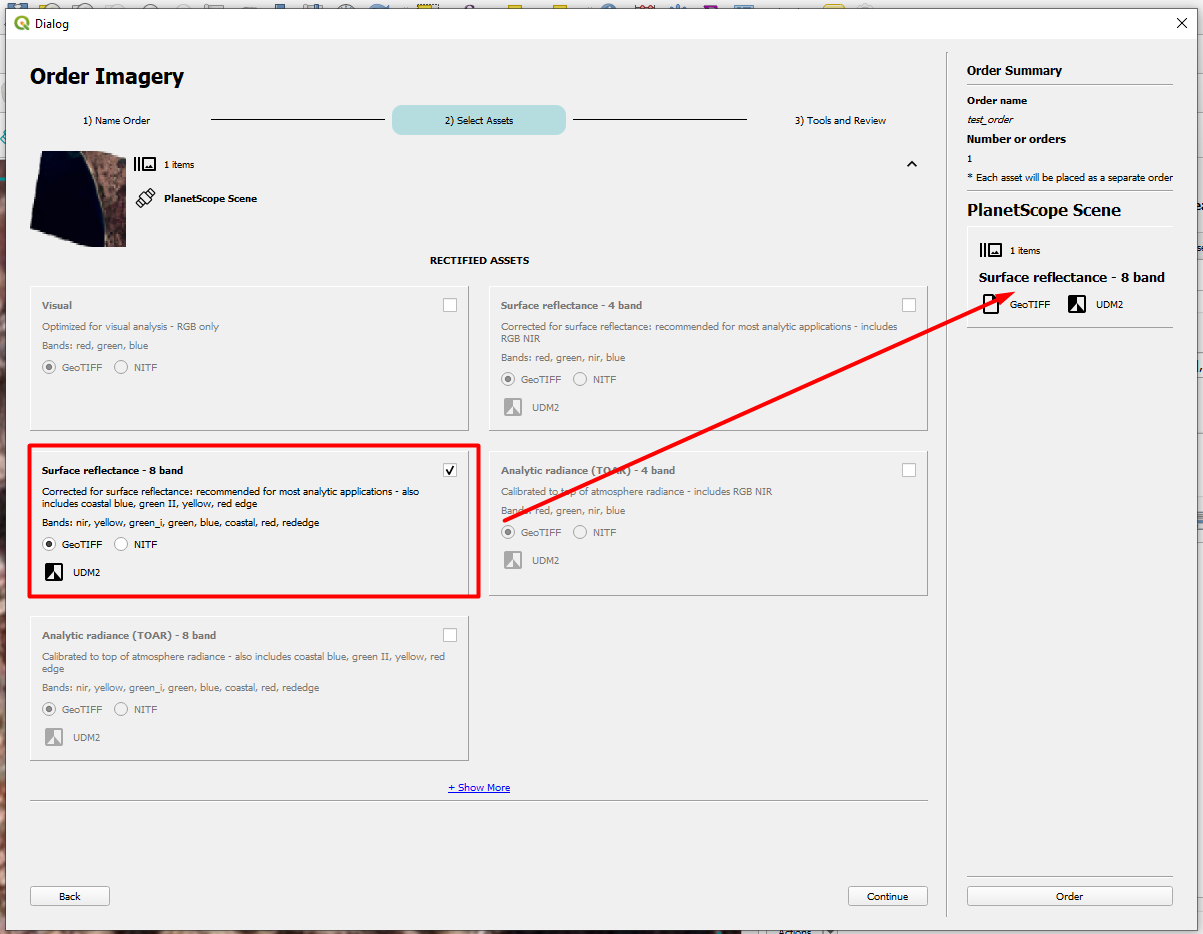 Dialog
Order Imagery
1) Name Order
2) Select Assets
3) Tools and Review
1 items
PlanetScope Scene
RECTIFIED ASSETS
Visual
Optimized for visual analysis - RGB only
Bands: red, green, blue
GeoTIFF NITF
Surface reflectance - 4 band
Corrected for surface reflectance: recommended for most analytic applications - includes
RGB NIR
Bands: red, green, nir, blue
GeoTIFF NITF
UDM2
Surface reflectance - 8 band
Corrected for surface reflectance: recommended for most analytic applications - also
includes coastal blue, green II, yellow, red edge
Bands: nir, yellow, green_i, green, blue, coastal, red, rededge
GeoTIFF NITF
UDM2
Analytic radiance (TOAR) - 4 band
Calibrated to top of atmosphere radiance - includes RGB NIR
Bands: red, green, nir, blue
GeoTIFF NITF
UDM2
Analytic radiance (TOAR) - 8 band
Calibrated to top of atmosphere radiance - also includes coastal blue, green II, yellow, red
edge
Bands: nir, yellow, green_i, green, blue, coastal, red, rededge
GeoTIFF NITF
UDM2
+ Show More
Back
Continue
Order Summary
Order name
test_order
Number or orders
1
* Each asset will be placed as a separate order
PlanetScope Scene
1 items
Surface reflectance - 8 band
GeoTIFF UDM2
Order
Actions